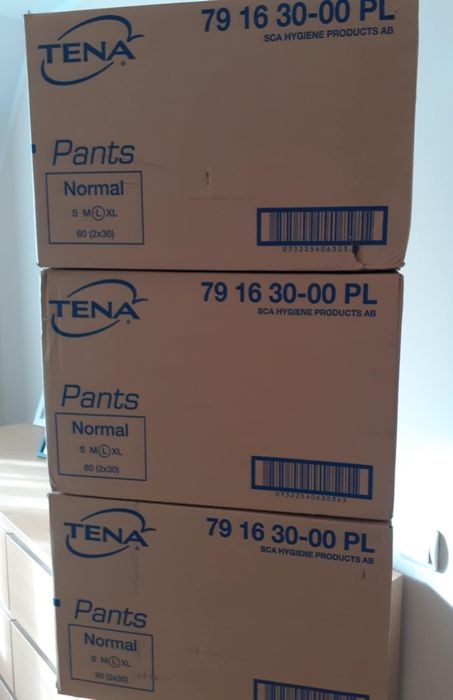 TENA
79 16 30-00 PL
SCA HYGIENE PRODUCTS AB
Pants
Normal
S M L XL
60 (2x30)
TENA
79 16 30-00 PL
SCA HYGIENE PRODUCTS AB
Pants
Normal
S M L XL
60 (2x30)
TENA
79 16 30-00 PL
SCA HYGIENE PRODUCTS AB
Pants
Normal
S M L XL
60 (2x30)